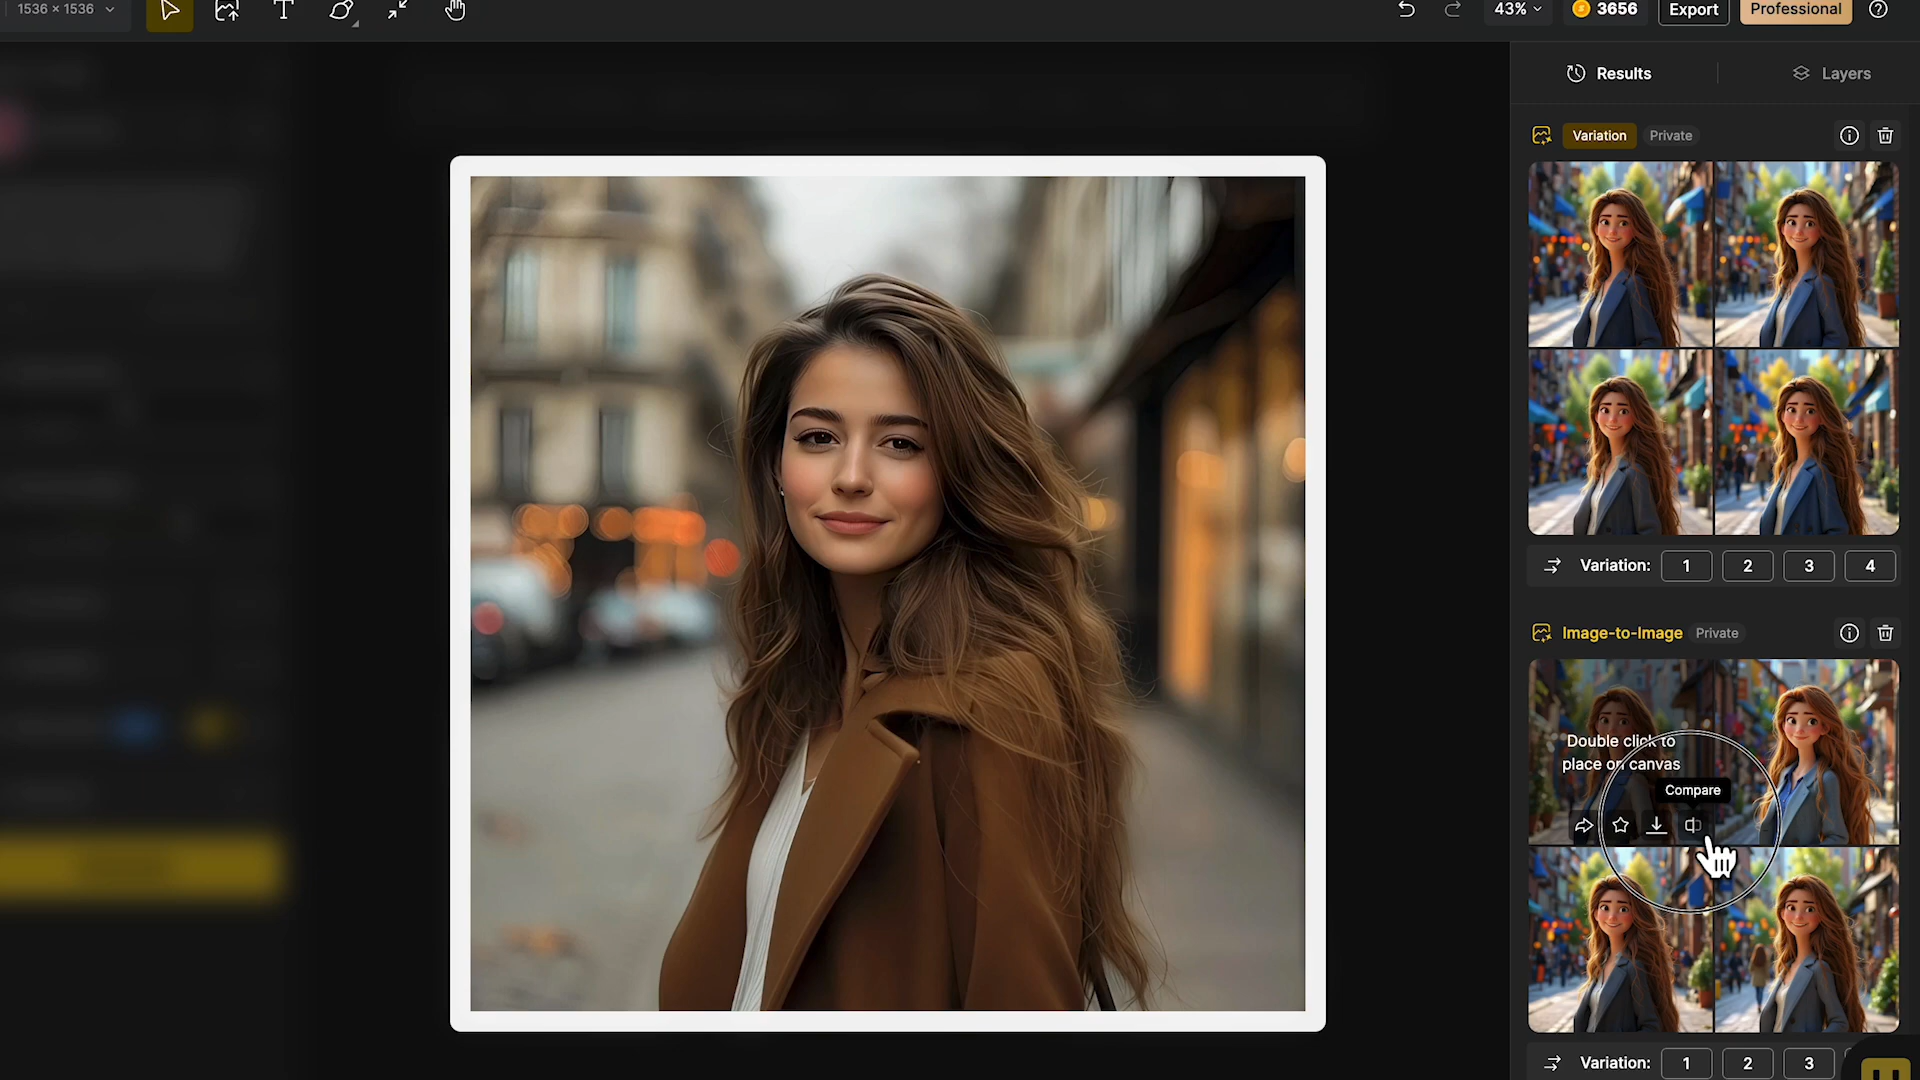 1536 × 1536
43%
3656
Export
Professional
Results
Layers
Variation
Private
Variation:
1
2
3
4
Image-to-Image
Private
Double click to
place on canvas
Compare
Variation:
1
2
3